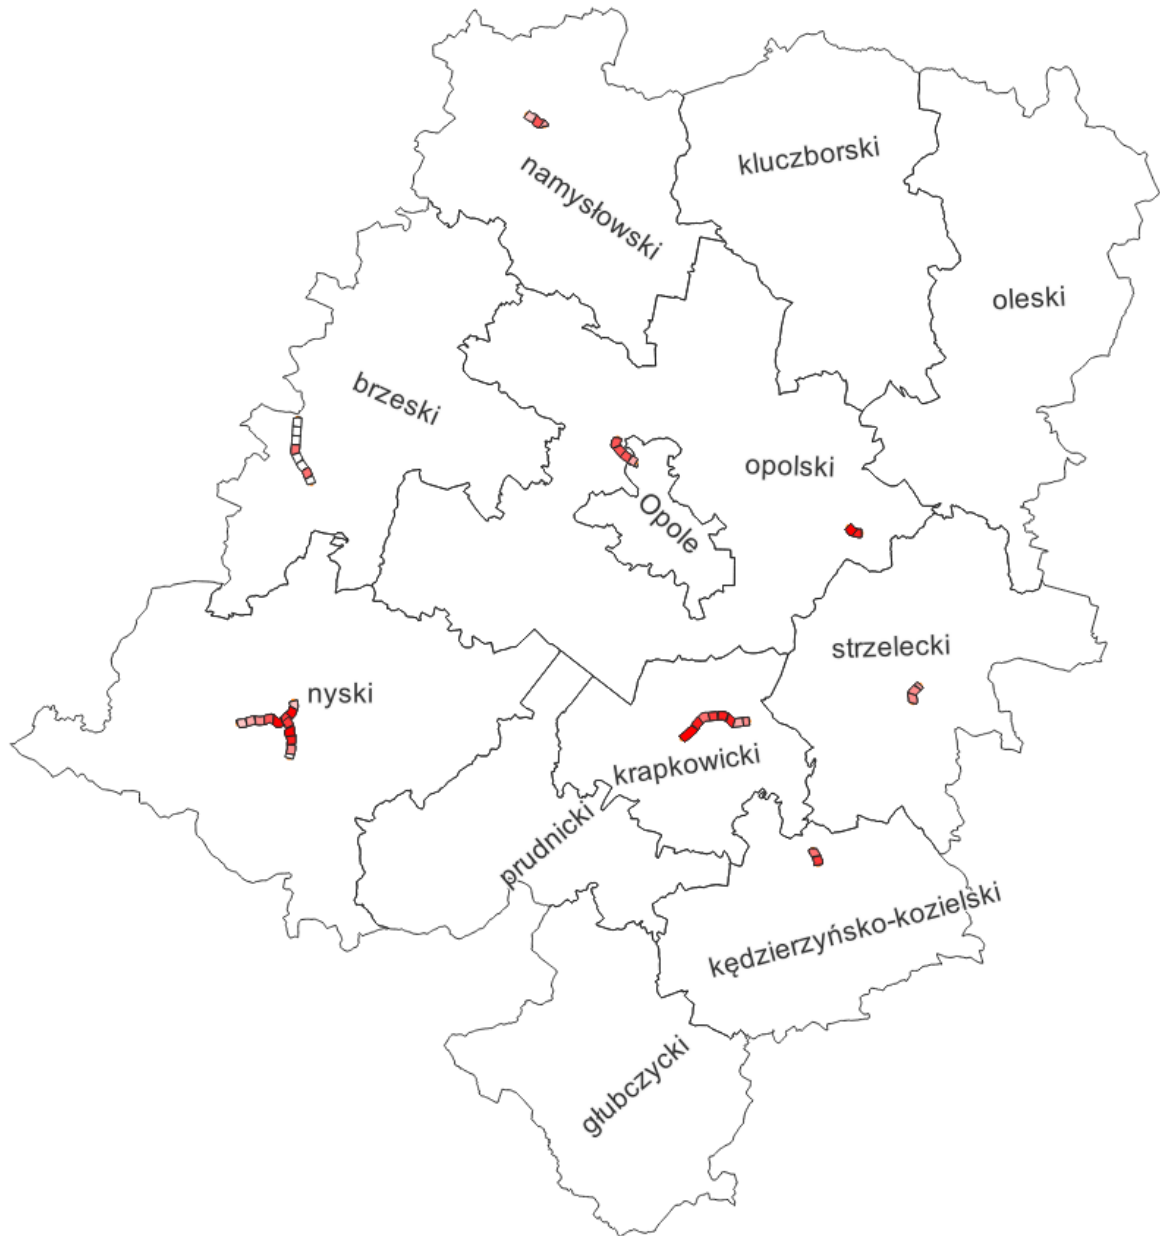 kluczborski
namysłowski
oleski
brzeski
opolski
Opole
strzelecki
nyski
krapkowicki
prudnicki
kędzierzyńsko-kozielski
głubczycki